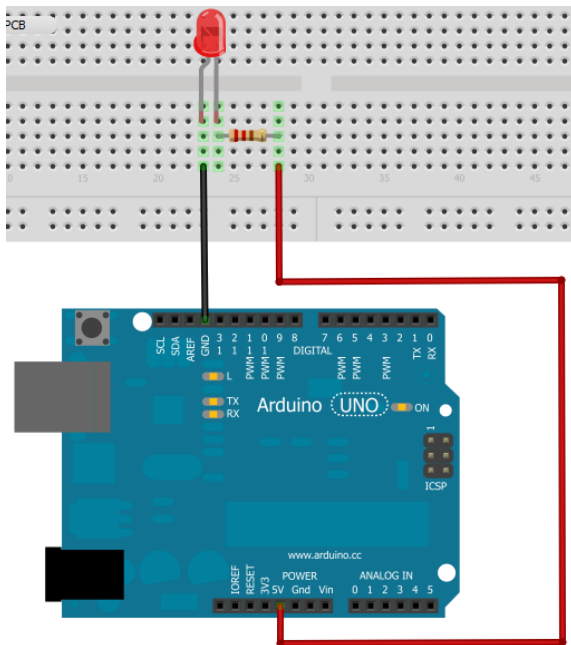 PCB
10 15 20 25 30 35 40 45
SCL SDA AREF GND 13 12 11 10 9 8 7 6 5 4 3 2 1 0
PWM PWM PWM DIGITAL PWM PWM PWM TX RX
L
TX
RX
Arduino UNO ON
1
ICSP
www.arduino.cc
POWER ANALOG IN
IOREF RESET 3V3 5V Gnd Vin 0 1 2 3 4 5